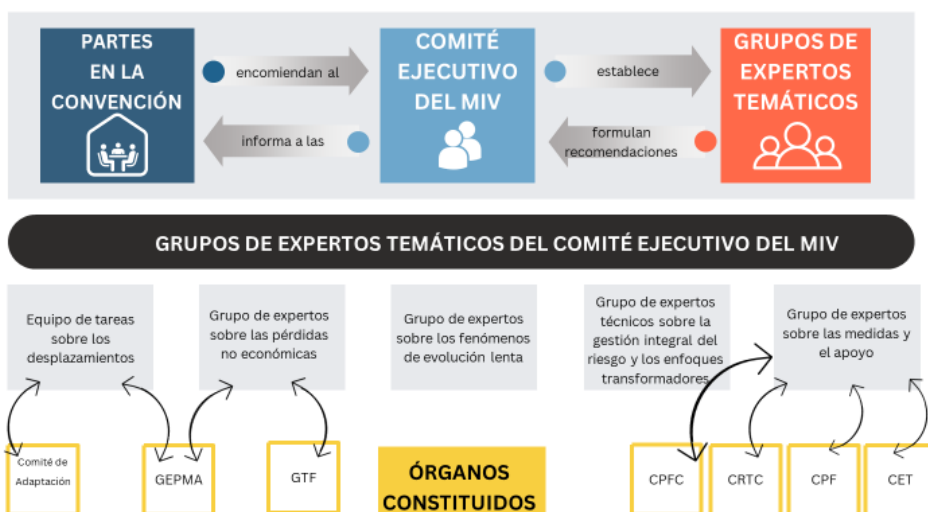 PARTES
EN LA
CONVENCIÓN
encomiendan al
informa a las
COMITÉ
EJECUTIVO
DEL MIV
establece
formulan
recomendaciones
GRUPOS DE
EXPERTOS
TEMÁTICOS
GRUPOS DE EXPERTOS TEMÁTICOS DEL COMITÉ EJECUTIVO DEL MIV
Equipo de tareas
sobre los
desplazamientos
Grupo de expertos
sobre las pérdidas
no económicas
Grupo de expertos
sobre los fenómenos
de evolución lenta
Grupo de expertos
técnicos sobre la
gestión integral del
riesgo y los enfoques
transformadores
Grupo de expertos
sobre las medidas y
el apoyo
Comité de
Adaptación
GEPMA
GTF
ÓRGANOS
CONSTITUIDOS
CPFC
CRTC
CPF
CET